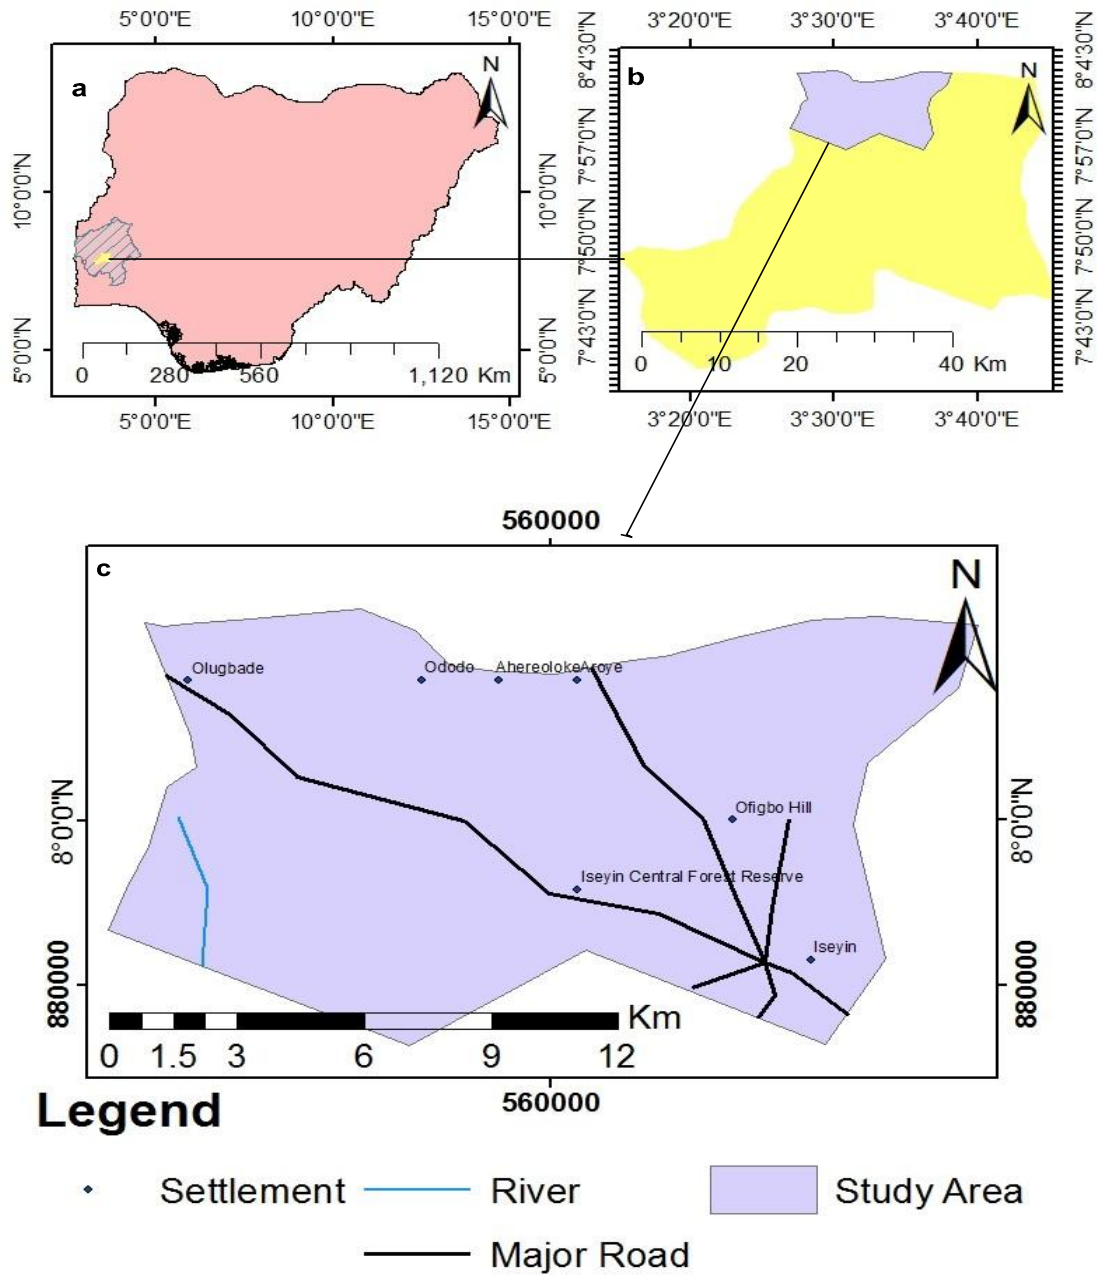 5°0'0"E 10°0'0"E 15°0'0"E
a
N
10°0'0"N
5°0'0"N
10°0'0"N
5°0'0"N
0 280 560 1,120 Km
5°0'0"E 10°0'0"E 15°0'0"E
3°20'0"E 3°30'0"E 3°40'0"E
b
N
8°4'30"N
7°57'0"N
7°50'0"N
7°43'0"N
8°4'30"N
7°57'0"N
7°50'0"N
7°43'0"N
0 10 20 40 Km
3°20'0"E 3°30'0"E 3°40'0"E
560000
c
N
Olugbade
Ododo
Ahereoloke
Aroye
Ofigbo Hill
Iseyin Central Forest Reserve
Iseyin
8°0'0"N
880000
8°0'0"N
880000
Km
0 1.5 3 6 9 12
560000
Legend
Settlement River Study Area
Major Road